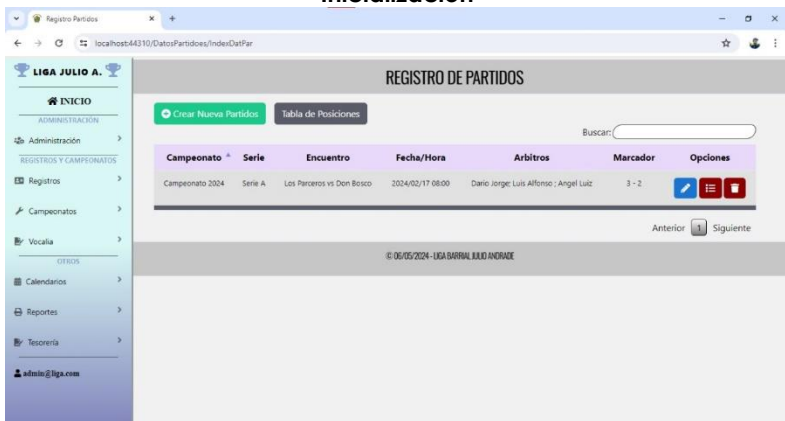 Inicialización
Registro Partidos
localhost:44310/DatosPartidoes/IndexDatPar
LIGA JULIO A.
INICIO
ADMINISTRACIÓN
Administración
REGISTROS Y CAMPEONATOS
Registros
Campeonatos
Vocalia
OTROS
Calendarios
Reportes
Tesorería
admin@liga.com
REGISTRO DE PARTIDOS
Crear Nueva Partidos Tabla de Posiciones
Buscar:
Campeonato Serie Encuentro Fecha/Hora Arbitros Marcador Opciones
Campeonato 2024 Serie A Los Parceros vs Don Bosco 2024/02/17 08:00 Dario Jorge; Luis Alfonso ; Angel Luiz 3 - 2
Anterior 1 Siguiente
© 06/05/2024 - LIGA BARRIAL JULIO ANDRADE